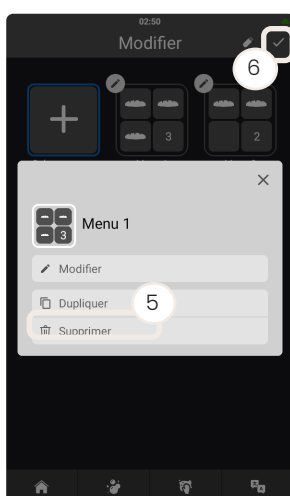 02:50
Modifier
6
3
2
Menu 1
Modifier
Dupliquer
5
Supprimer